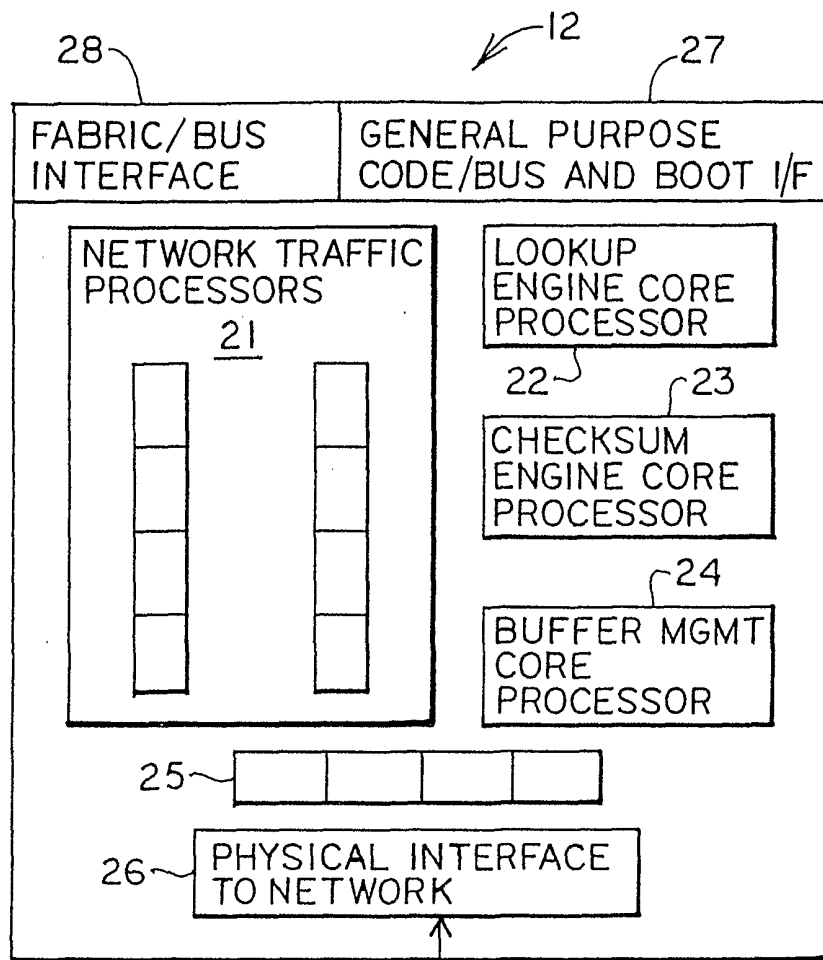 12
28
27
FABRIC/BUS
INTERFACE
GENERAL PURPOSE
CODE/BUS AND BOOT I/F
NETWORK TRAFFIC
PROCESSORS
21
LOOKUP
ENGINE CORE
PROCESSOR
22
23
CHECKSUM
ENGINE CORE
PROCESSOR
24
BUFFER MGMT
CORE
PROCESSOR
25
26
PHYSICAL INTERFACE
TO NETWORK